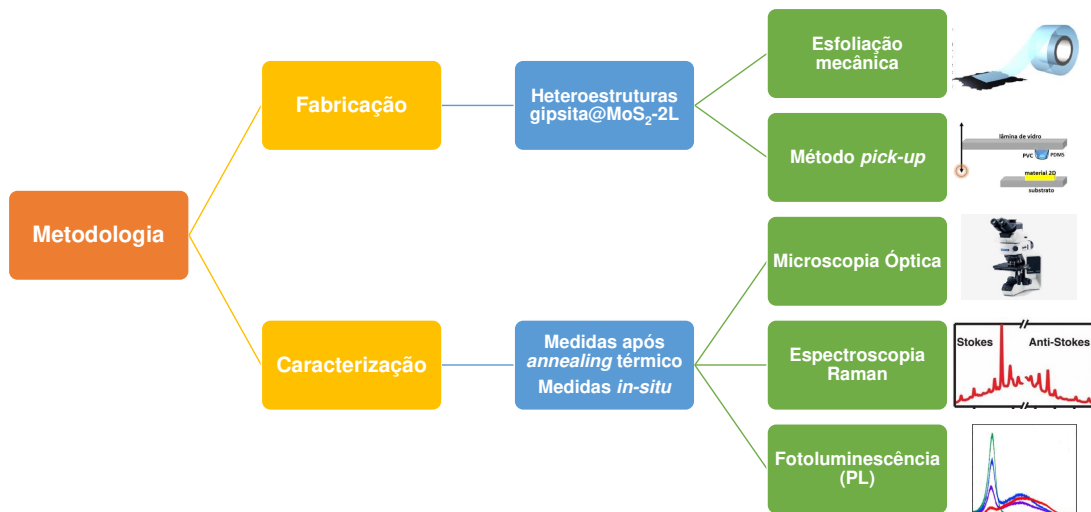 Metodologia
Fabricação
Heteroestruturas
gipsita@MoS₂-2L
Esfoliação
mecânica
Método pick-up
lâmina de vidro
PVC
PDMS
material 2D
substrato
Caracterização
Medidas após
annealing térmico
Medidas in-situ
Microscopia Óptica
Espectroscopia
Raman
Stokes
Anti-Stokes
Fotoluminescência
(PL)